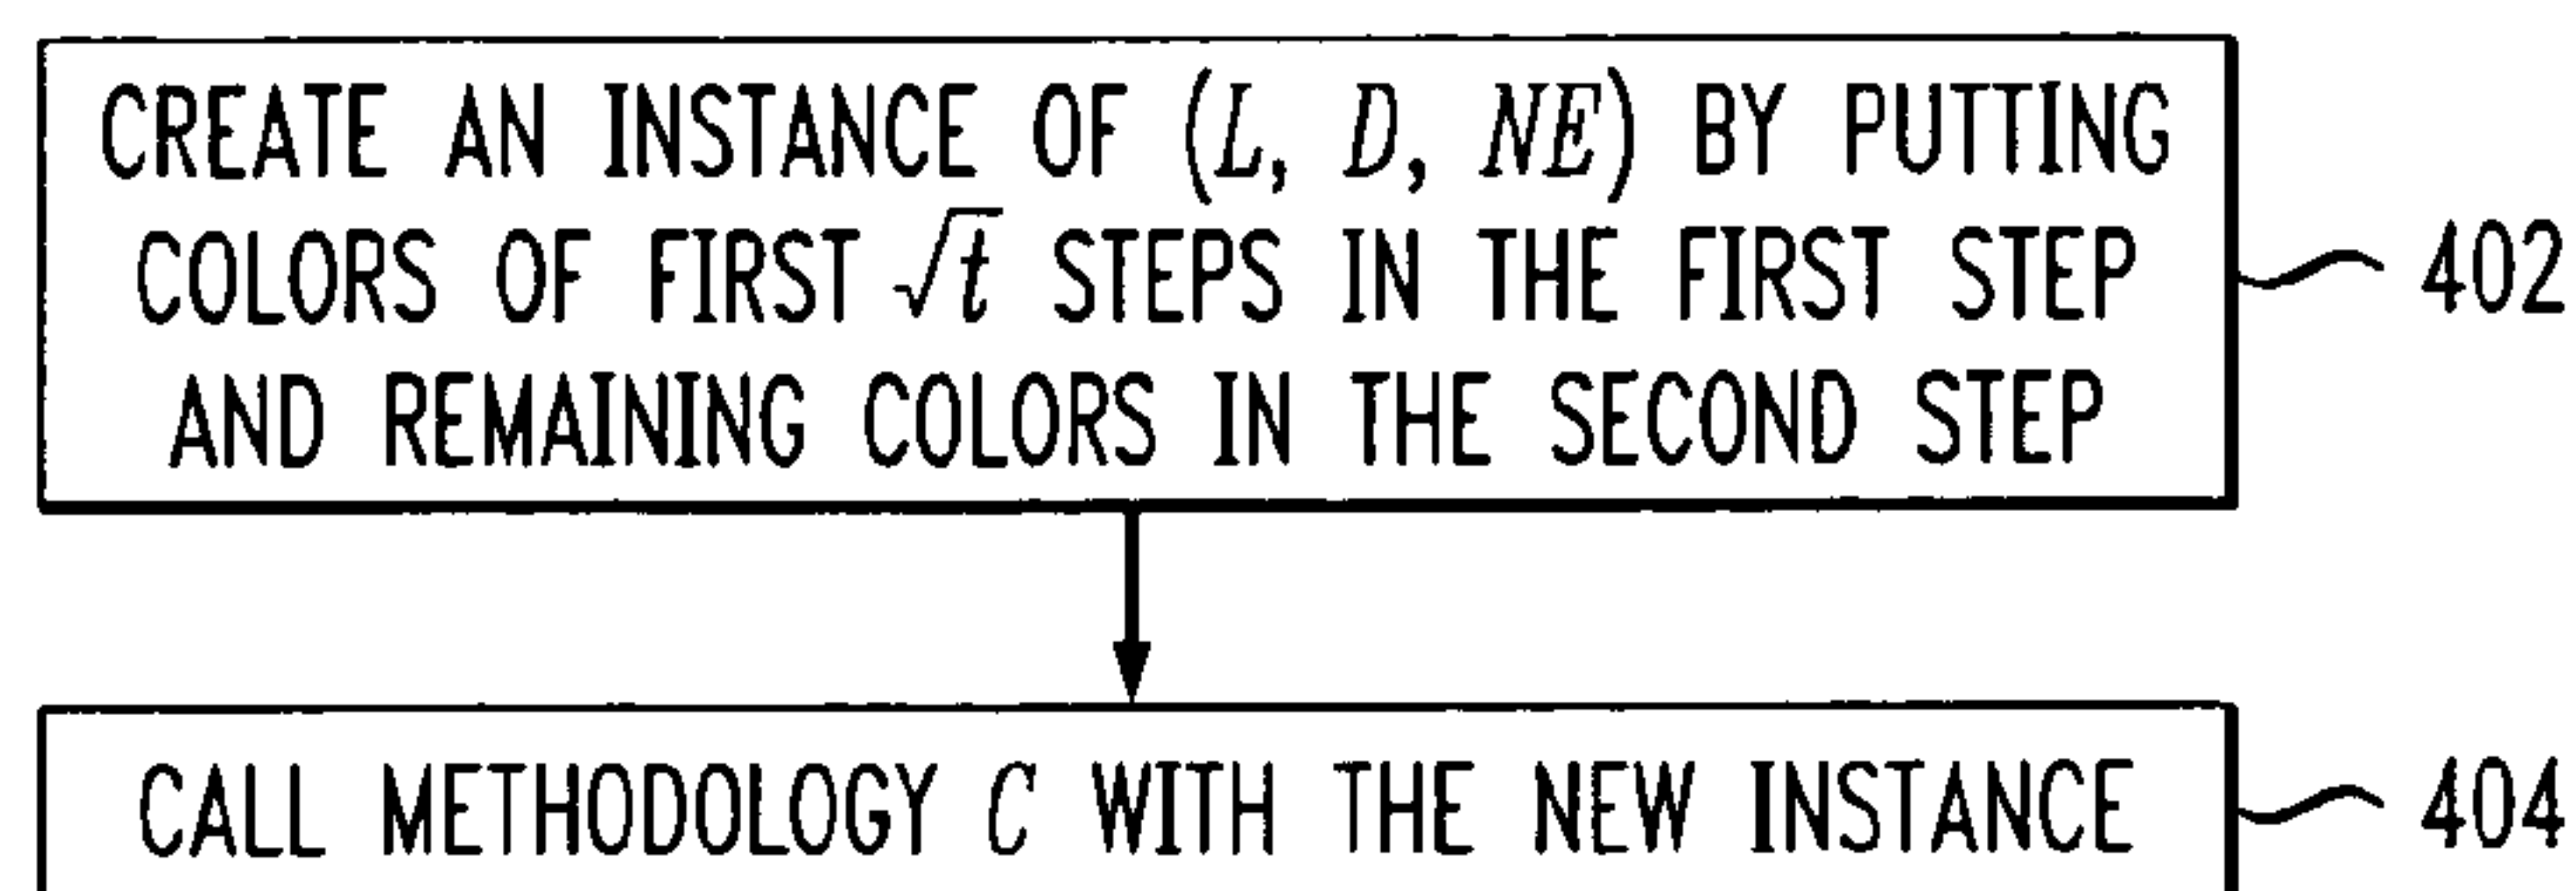 CREATE AN INSTANCE OF (L, D, NE) BY PUTTING
COLORS OF FIRST √t STEPS IN THE FIRST STEP
AND REMAINING COLORS IN THE SECOND STEP
402
CALL METHODOLOGY C WITH THE NEW INSTANCE
404